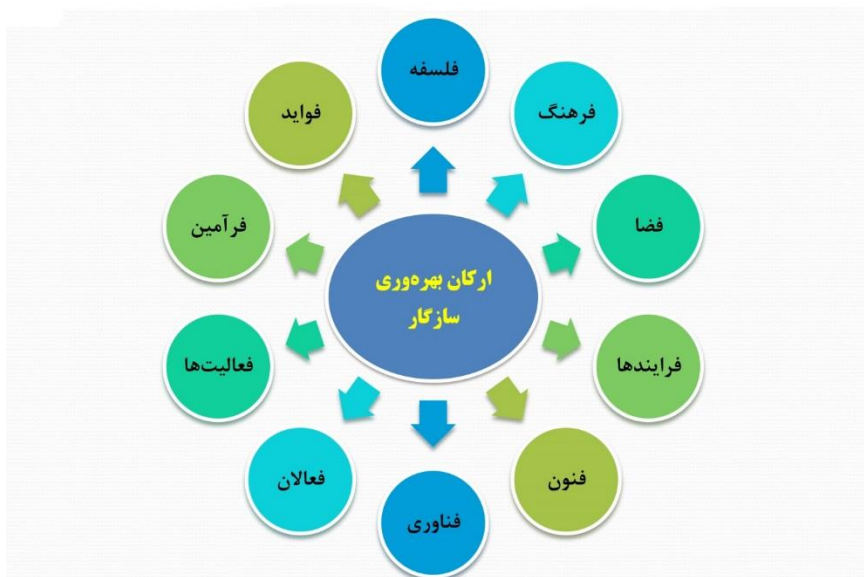 ارکان بهره‌وری
سازگار
فلسفه
فرهنگ
فضا
فرایندها
فنون
فناوری
فعالان
فعالیت‌ها
فرآمین
فواید